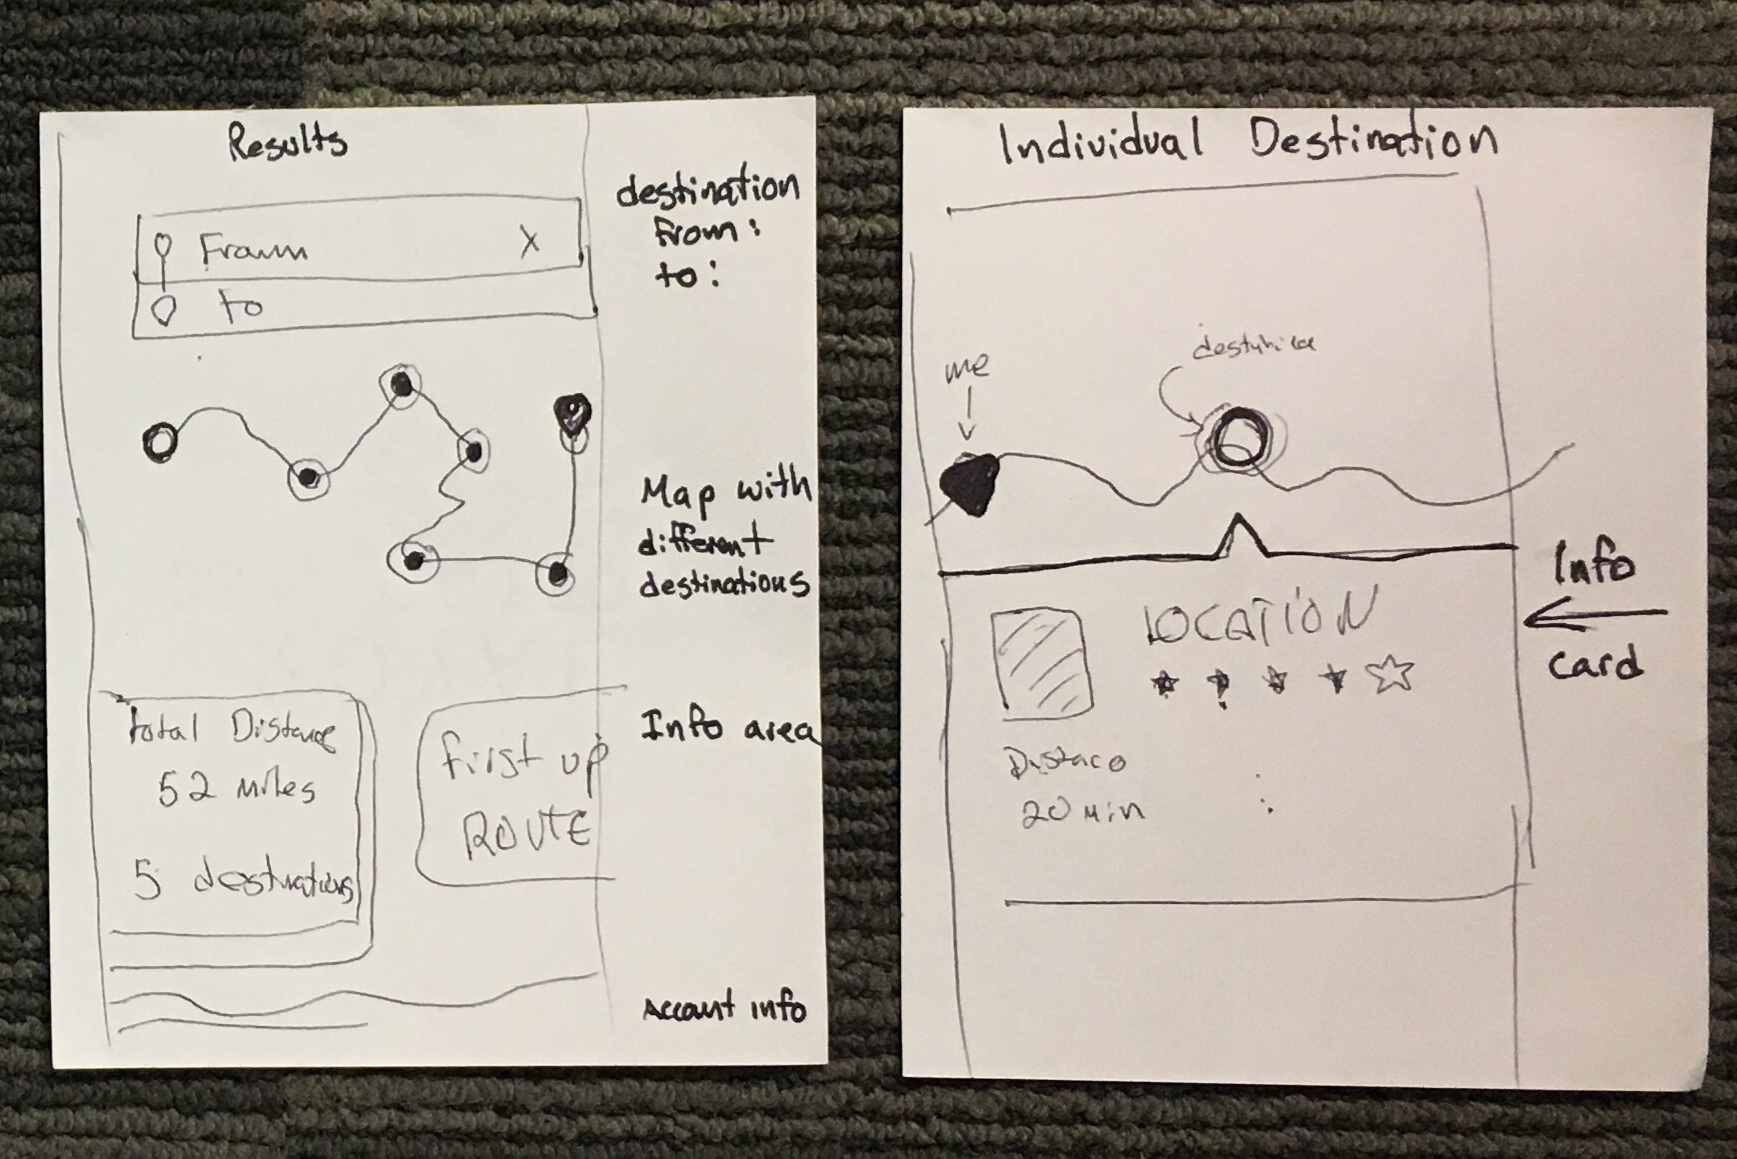 Results
From X
to
destination
from:
to:
Map with
different
destinations
total Distance
52 miles
5 destinations
first up
ROUTE
Info area
Account info
Individual Destination
me
LOCATION
Distace
20 Min
Info
card